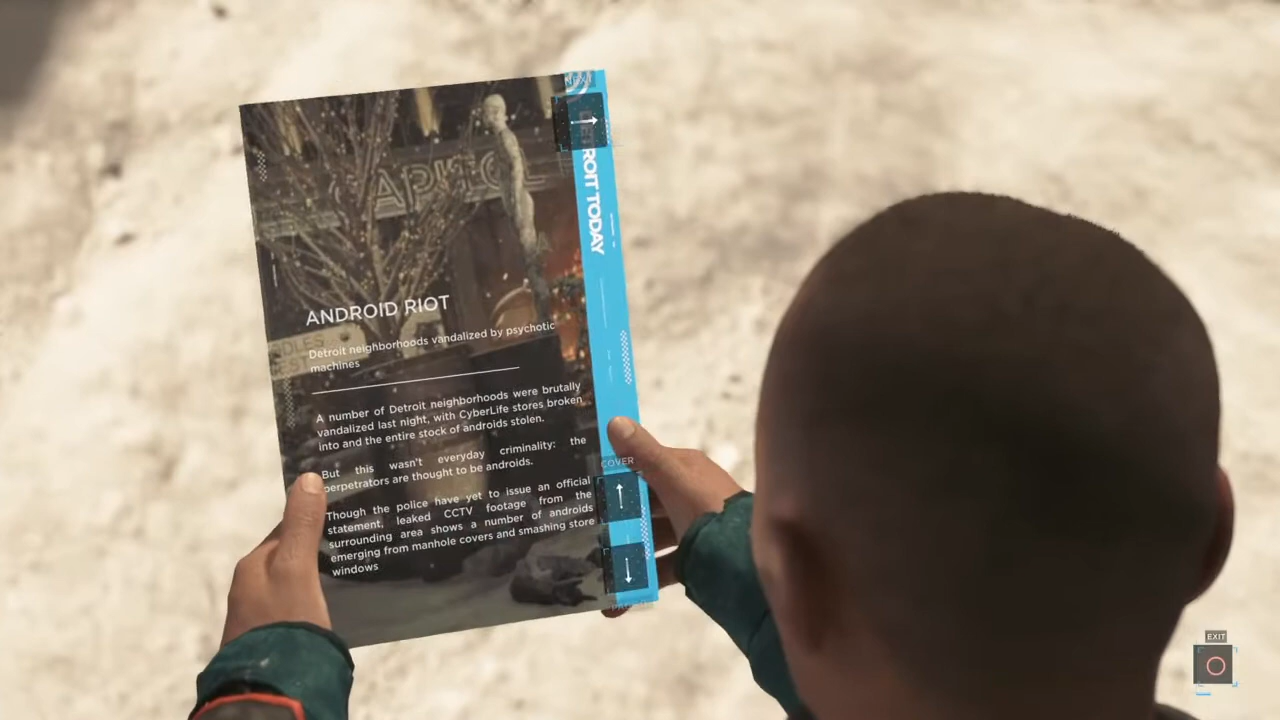 DETROIT TODAY
CAPITOL
ANDROID RIOT
Detroit neighborhoods vandalized by psychotic
machines
A number of Detroit neighborhoods were brutally
vandalized last night, with CyberLife stores broken
into and the entire stock of androids stolen.
But this wasn't everyday criminality: the
perpetrators are thought to be androids.
Though the police have yet to issue an official
statement, leaked CCTV footage from the
surrounding area shows a number of androids
emerging from manhole covers and smashing store
windows
COVER
EXIT